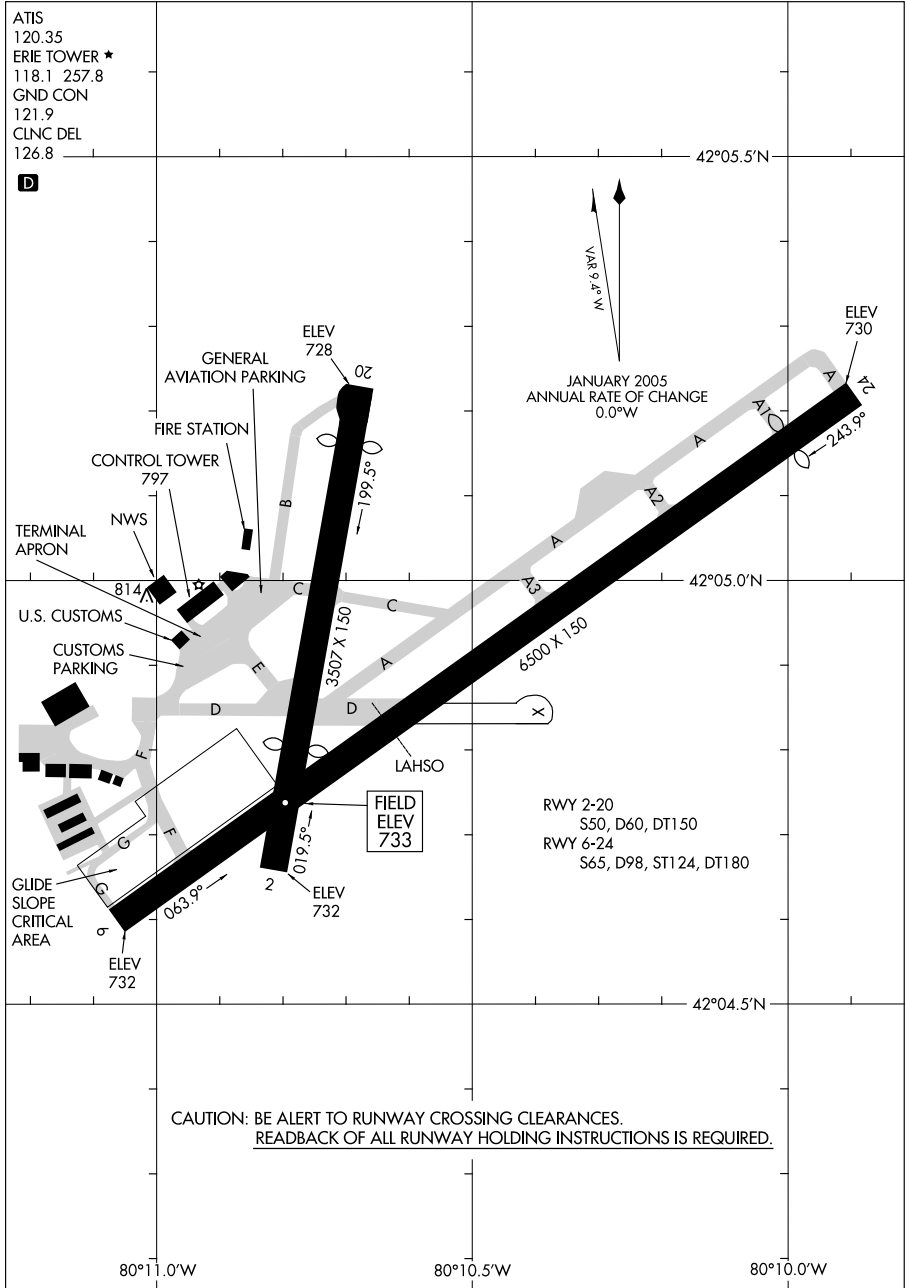 ATIS
120.35
ERIE TOWER ★
118.1 257.8
GND CON
121.9
CLNC DEL
126.8
D
42°05.5'N
VAR 9.4° W
JANUARY 2005
ANNUAL RATE OF CHANGE
0.0°W
ELEV
730
ELEV
728
20
GENERAL
AVIATION PARKING
FIRE STATION
CONTROL TOWER
797
NWS
TERMINAL
APRON
814
U.S. CUSTOMS
CUSTOMS
PARKING
A
24
A1
243.9°
A
A2
A
A3
199.5°
B
C
C
42°05.0'N
3507 X 150
6500 X 150
A
E
D
D
X
LAHSO
F
F
G
G
FIELD
ELEV
733
RWY 2-20
S50, D60, DT150
RWY 6-24
S65, D98, ST124, DT180
019.5°
2
ELEV
732
063.9°
GLIDE
SLOPE
CRITICAL
AREA
6
ELEV
732
42°04.5'N
CAUTION: BE ALERT TO RUNWAY CROSSING CLEARANCES.
READBACK OF ALL RUNWAY HOLDING INSTRUCTIONS IS REQUIRED.
80°11.0'W
80°10.5'W
80°10.0'W